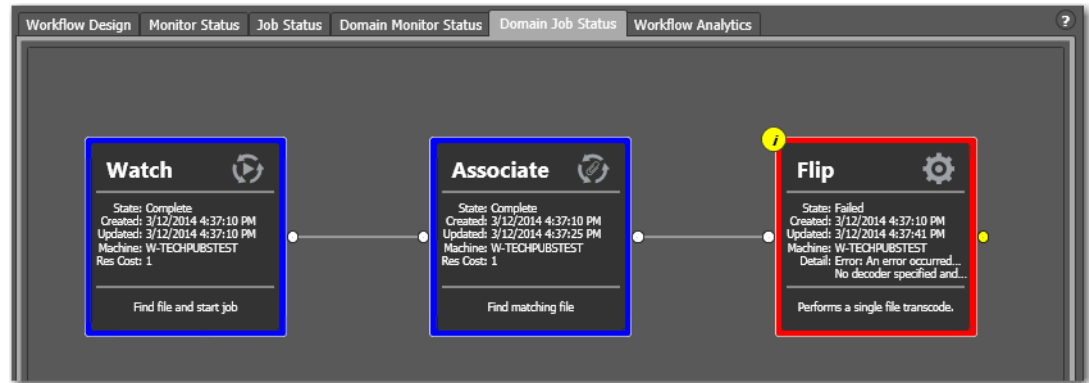 Workflow Design Monitor Status Job Status Domain Monitor Status Domain Job Status Workflow Analytics ?
i
Watch
State: Complete
Created: 3/12/2014 4:37:10 PM
Updated: 3/12/2014 4:37:10 PM
Machine: W-TECHPUBSTEST
Res Cost: 1
Find file and start job
Associate
State: Complete
Created: 3/12/2014 4:37:10 PM
Updated: 3/12/2014 4:37:25 PM
Machine: W-TECHPUBSTEST
Res Cost: 1
Find matching file
Flip
State: Failed
Created: 3/12/2014 4:37:10 PM
Updated: 3/12/2014 4:37:41 PM
Machine: W-TECHPUBSTEST
Detail: Error: An error occurred...
No decoder specified and...
Performs a single file transcode.